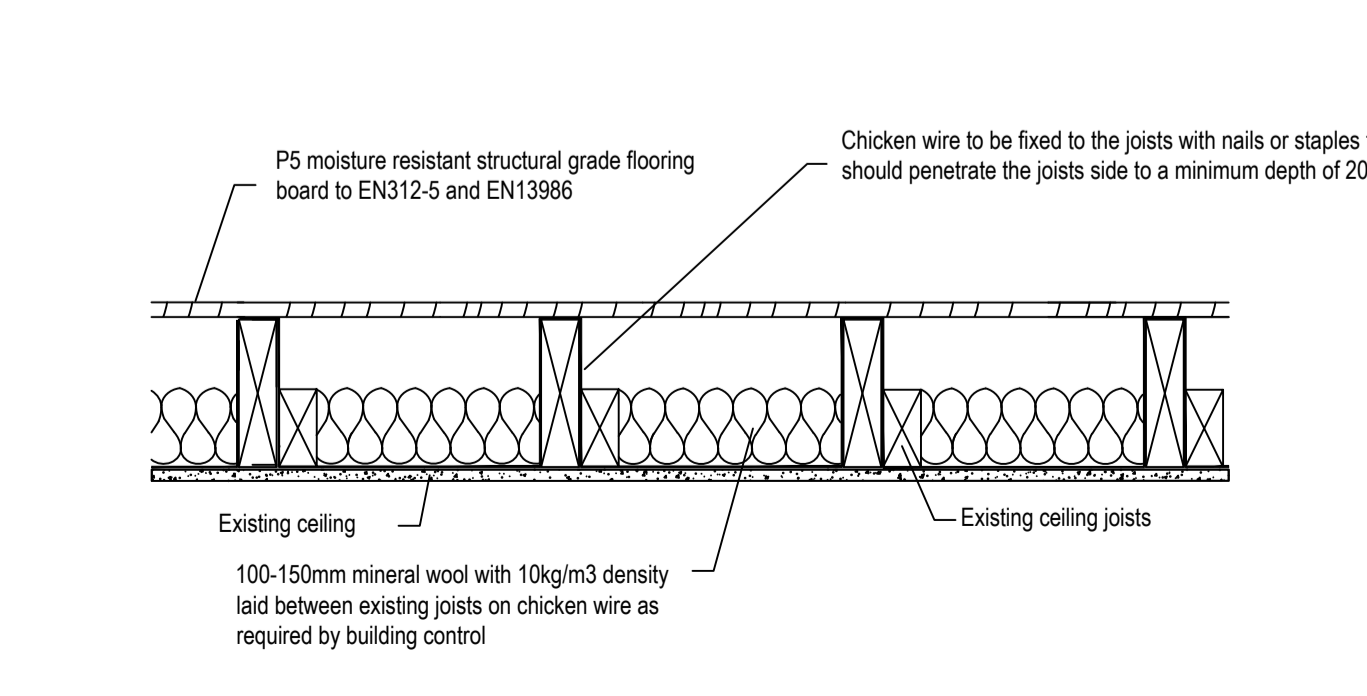 Chicken wire to be fixed to the joists with nails or staples
should penetrate the joists side to a minimum depth of 20
P5 moisture resistant structural grade flooring
board to EN312-5 and EN13986
Existing ceiling
Existing ceiling joists
100-150mm mineral wool with 10kg/m3 density
laid between existing joists on chicken wire as
required by building control